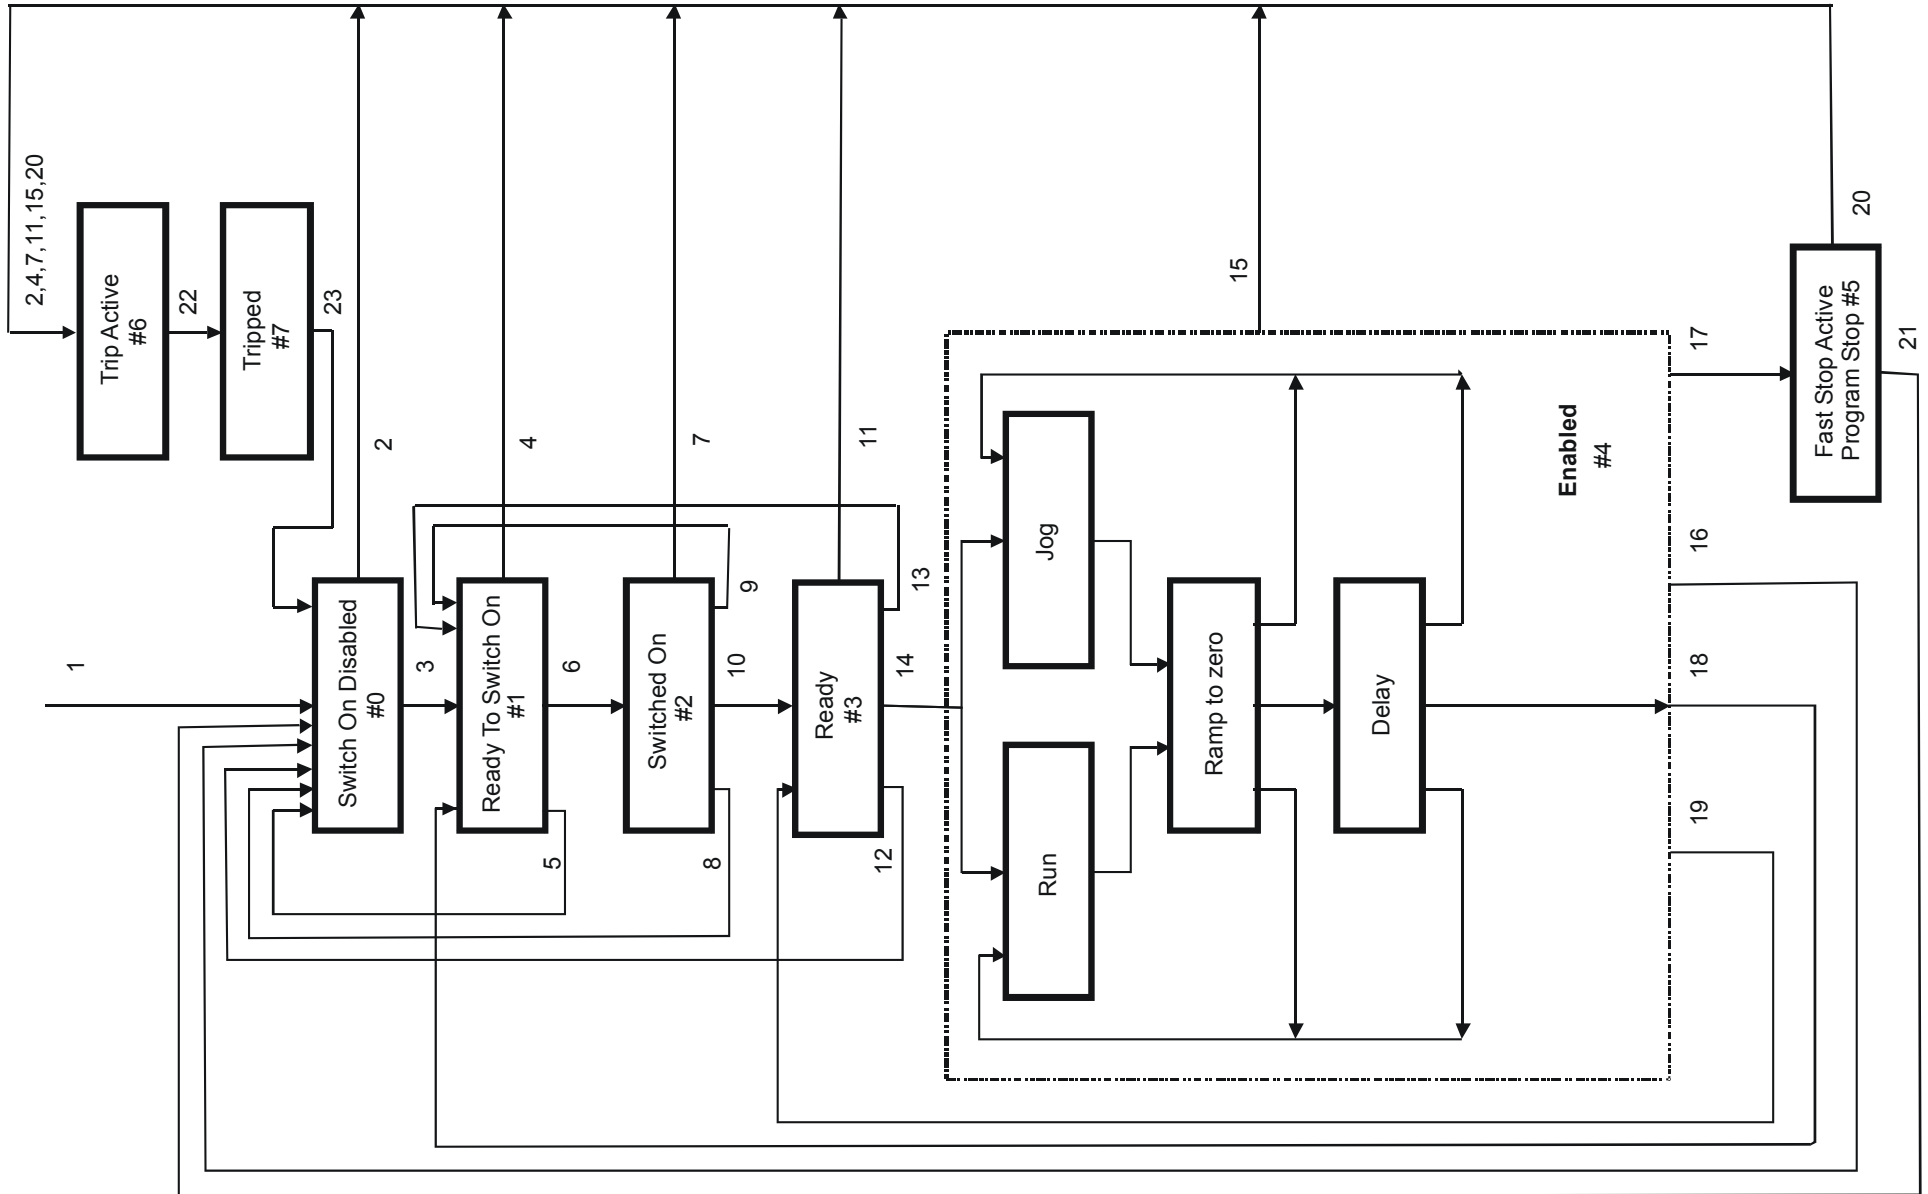 2,4,7,11,15,20
Trip Active
#6
22
Tripped
#7
23
1
Switch On Disabled
#0
2
3
Ready To Switch On
#1
4
5
6
Switched On
#2
7
8
9
10
Ready
#3
11
12
13
14
Run
Jog
Ramp to zero
Delay
Enabled
#4
15
16
17
18
19
Fast Stop Active
Program Stop #5
20
21